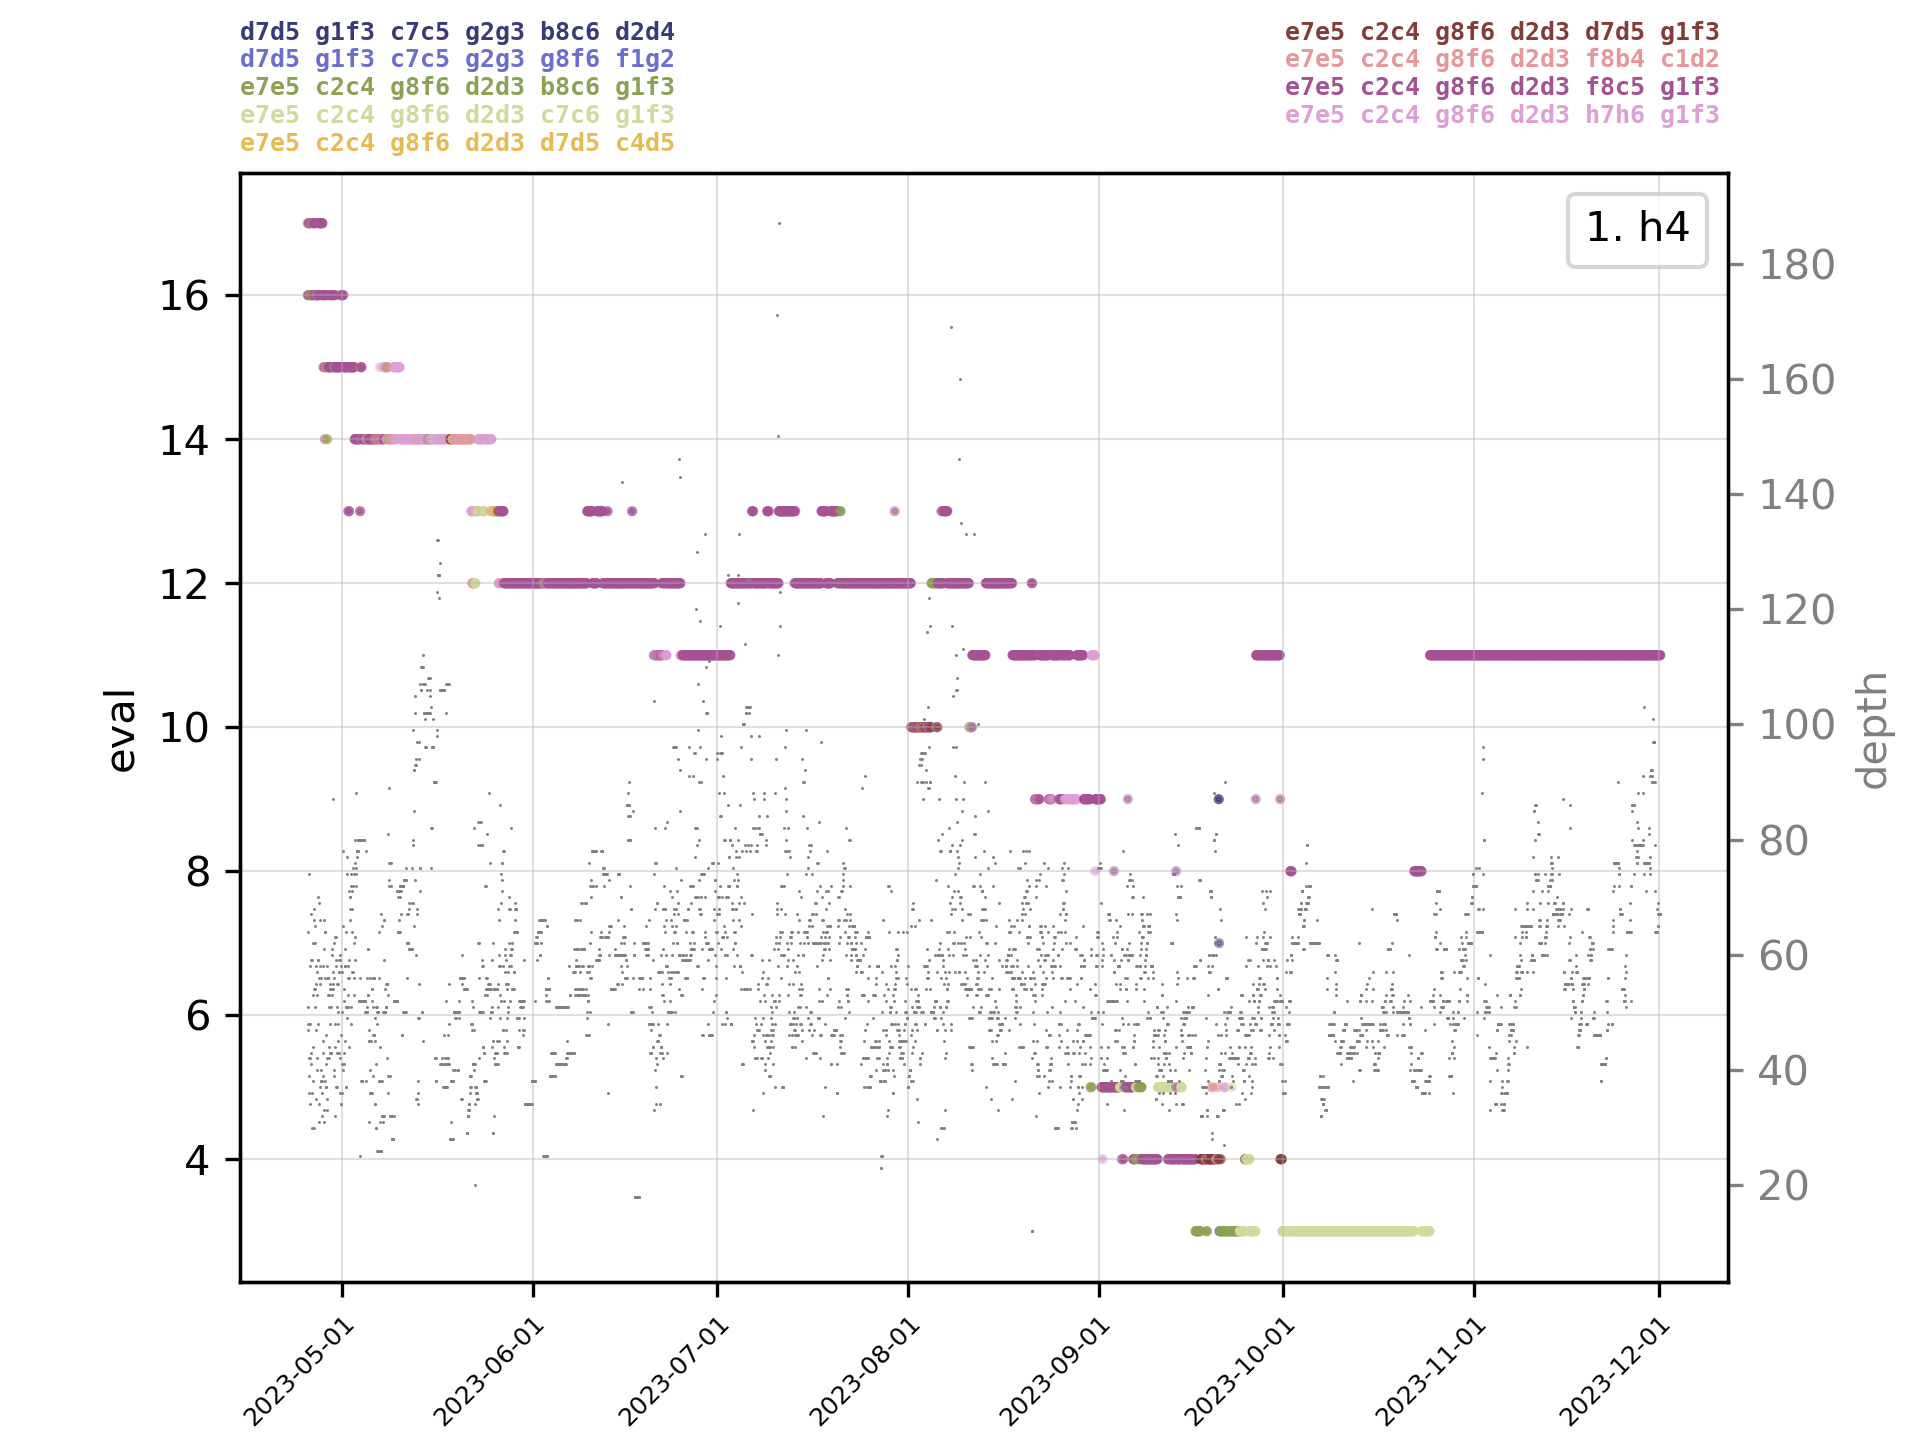 d7d5 g1f3 c7c5 g2g3 b8c6 d2d4
d7d5 g1f3 c7c5 g2g3 g8f6 f1g2
e7e5 c2c4 g8f6 d2d3 b8c6 g1f3
e7e5 c2c4 g8f6 d2d3 c7c6 g1f3
e7e5 c2c4 g8f6 d2d3 d7d5 c4d5
e7e5 c2c4 g8f6 d2d3 d7d5 g1f3
e7e5 c2c4 g8f6 d2d3 f8b4 c1d2
e7e5 c2c4 g8f6 d2d3 f8c5 g1f3
e7e5 c2c4 g8f6 d2d3 h7h6 g1f3
1. h4
eval
16
14
12
10
8
6
4
depth
180
160
140
120
100
80
60
40
20
2023-05-01
2023-06-01
2023-07-01
2023-08-01
2023-09-01
2023-10-01
2023-11-01
2023-12-01